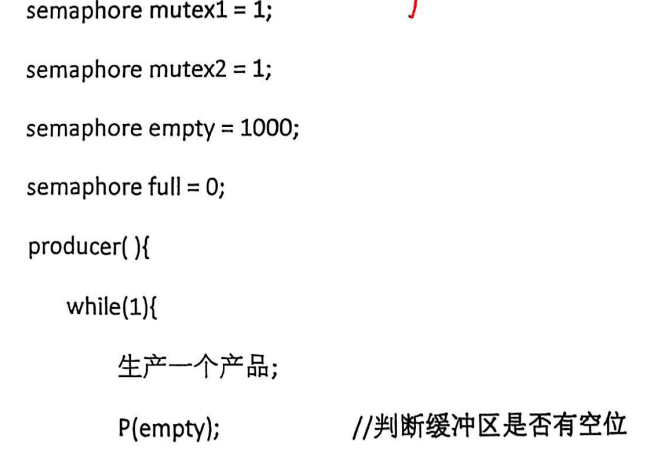 semaphore mutex1 = 1;
semaphore mutex2 = 1;
semaphore empty = 1000;
semaphore full = 0;
producer( ){
while(1){
生产一个产品;
P(empty); //判断缓冲区是否有空位